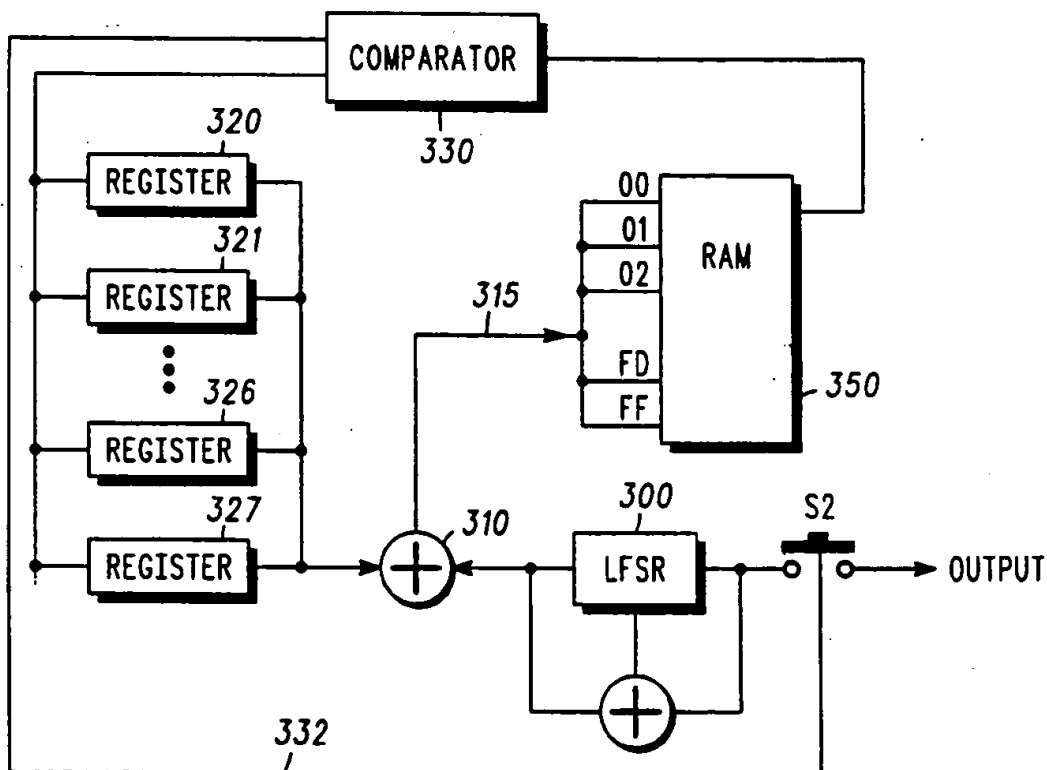 COMPARATOR
330
320
REGISTER
321
REGISTER
326
REGISTER
327
REGISTER
315
00
01
02
FD
FF
RAM
350
310
300
LFSR
S2
OUTPUT
332